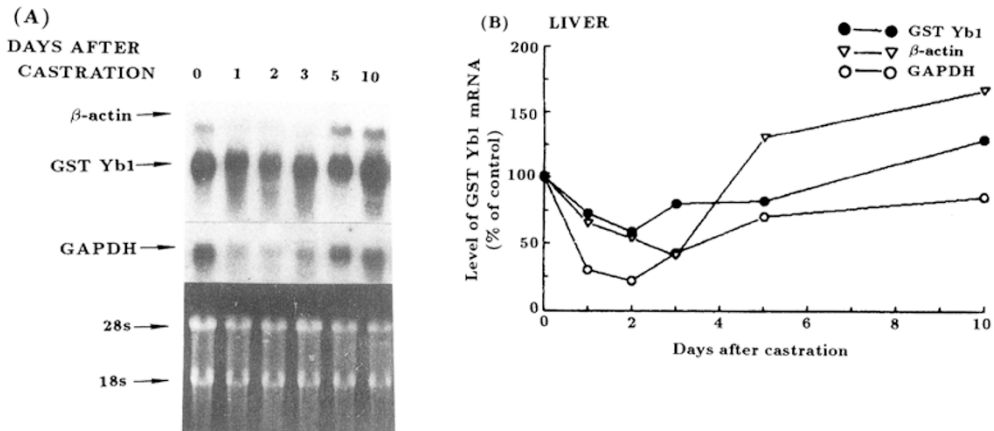 (A)
DAYS AFTER
CASTRATION 0 1 2 3 5 10
β-actin
GST Yb1
GAPDH
28s
18s
(B) LIVER
GST Yb1
β-actin
GAPDH
200
150
100
50
0
Level of GST Yb1 mRNA
(% of control)
0 2 4 6 8 10
Days after castration